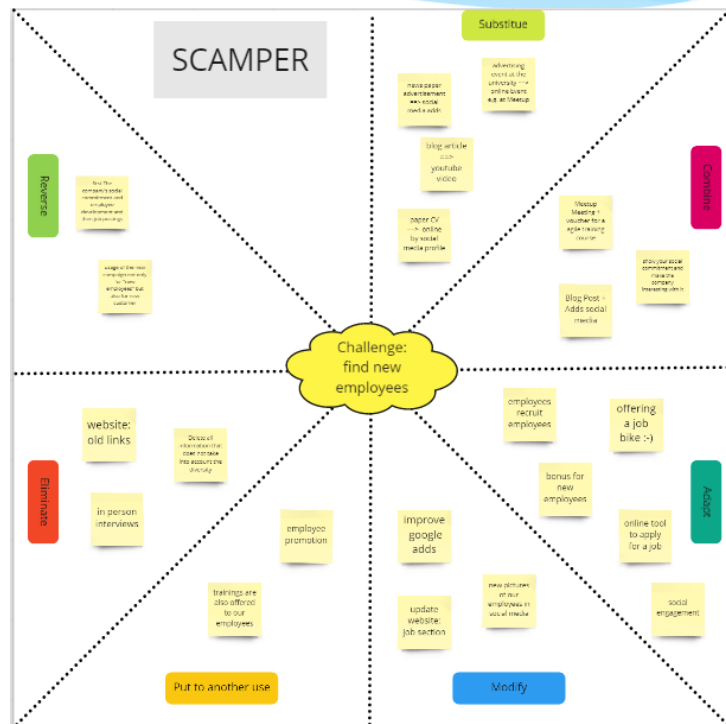 SCAMPER
Substitue
news paper
advertisement
==> social
media adds
advertising
event at the
university ==>
online Event
e.g. at Meetup
blog article
==>
youtube
video
paper CV
==> online
by social
media profile
Combine
Meetup
Meeting +
voucher for a
agile training
course
show your social
commitment and
make the
company
interesting with it
Blog Post +
Adds social
media
Reverse
first The
company's social
commitment and
employee
development and
then job postings
usage of the new
campaign not only
to "new
employees" but
also for new
customer
Challenge:
find new
employees
Eliminate
website:
old links
Delete all
information that
does not take
into account the
diversity
in person
interviews
employee
promotion
trainings are
also offered
to our
employees
Put to another use
improve
google
adds
update
website:
job section
new pictures
of our
employees in
social media
Modify
employees
recruit
employees
offering
a job
bike :-)
bonus for
new
employees
online tool
to apply
for a job
social
engagement
Adapt